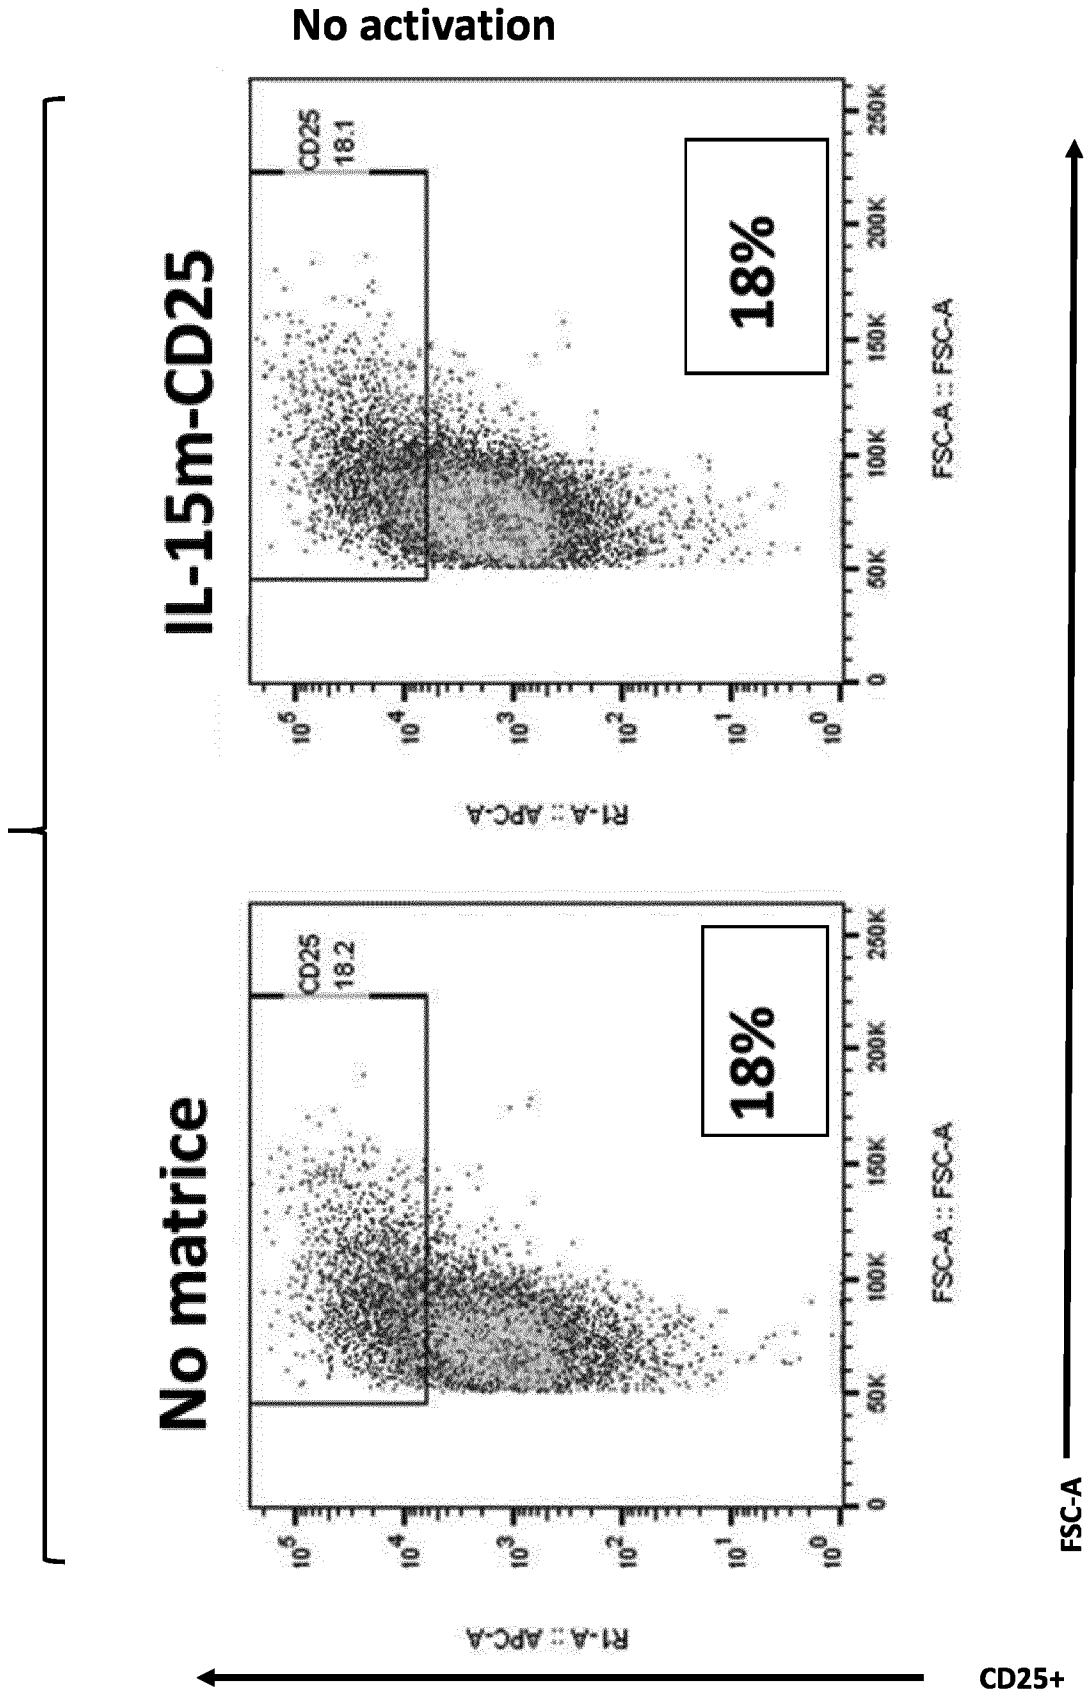 No activation
No matrice
IL-15m-CD25
CD25
18.2
18%
10^5
10^4
10^3
10^2
10^1
10^0
R1-A :: APC-A
0
50K
100K
150K
200K
250K
FSC-A :: FSC-A
CD25
18.1
18%
10^5
10^4
10^3
10^2
10^1
10^0
R1-A :: APC-A
0
50K
100K
150K
200K
250K
FSC-A :: FSC-A
CD25+
FSC-A